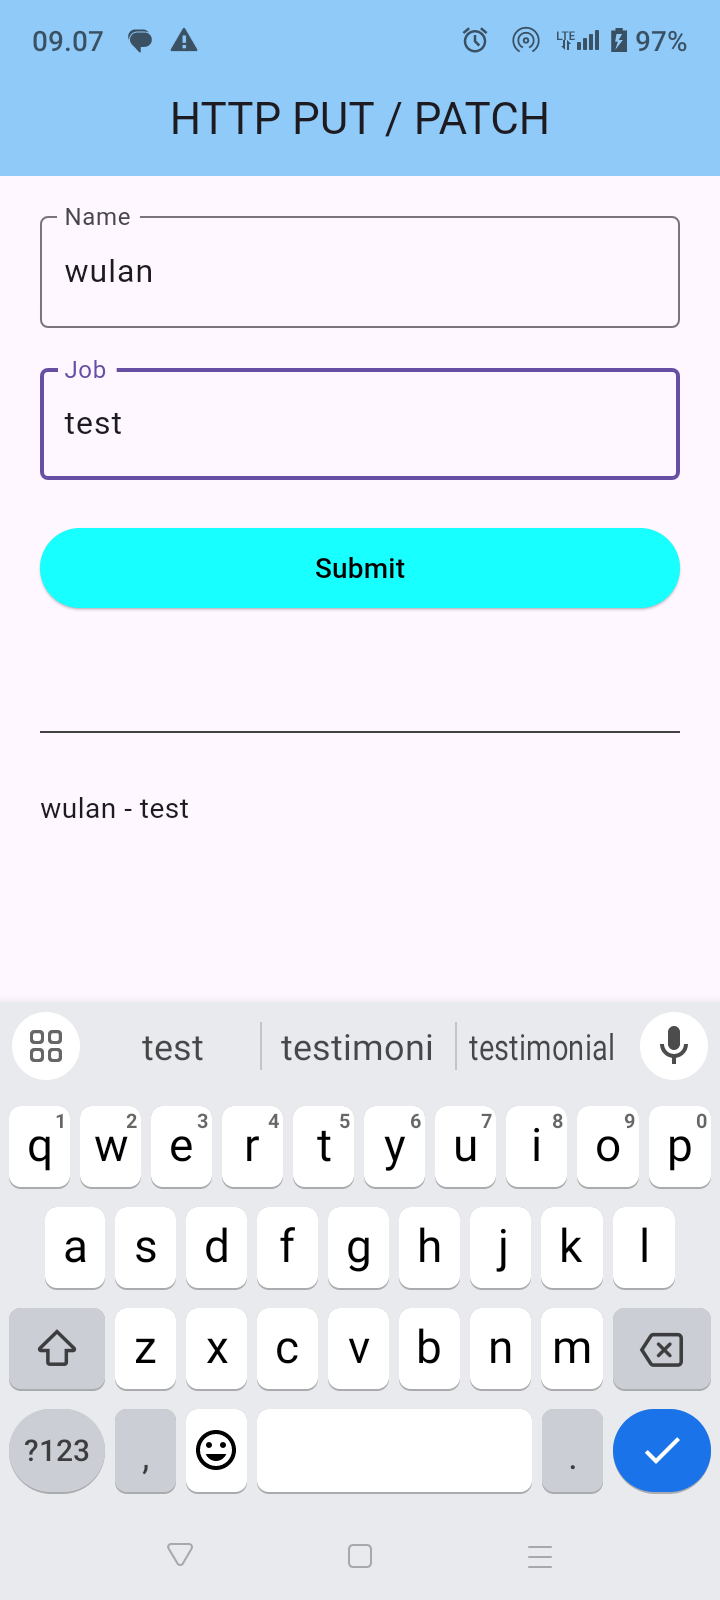 09.07 LTE 97%
HTTP PUT / PATCH
Name
wulan
Job
test
Submit
wulan - test
test testimoni testimonial
q1 w2 e3 r4 t5 y6 u7 i8 o9 p0
a s d f g h j k l
z x c v b n m
?123 , .